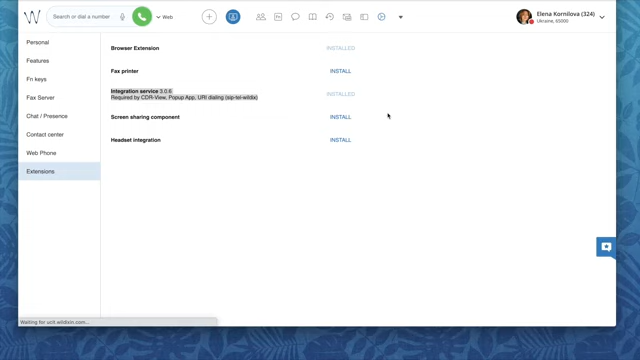 W Search or dial a number Web Fn Elena Kornilova (324)
Ukraine, 65000
Personal
Features
Fn keys
Fax Server
Chat / Presence
Contact center
Web Phone
Extensions
Browser Extension INSTALLED
Fax printer INSTALL
Integration service 3.0.6 INSTALLED
Required by CDR-View, Popup App, URI dialing (sip-tel-wildix)
Screen sharing component INSTALL
Headset integration INSTALL
Waiting for ucit.wildixin.com...